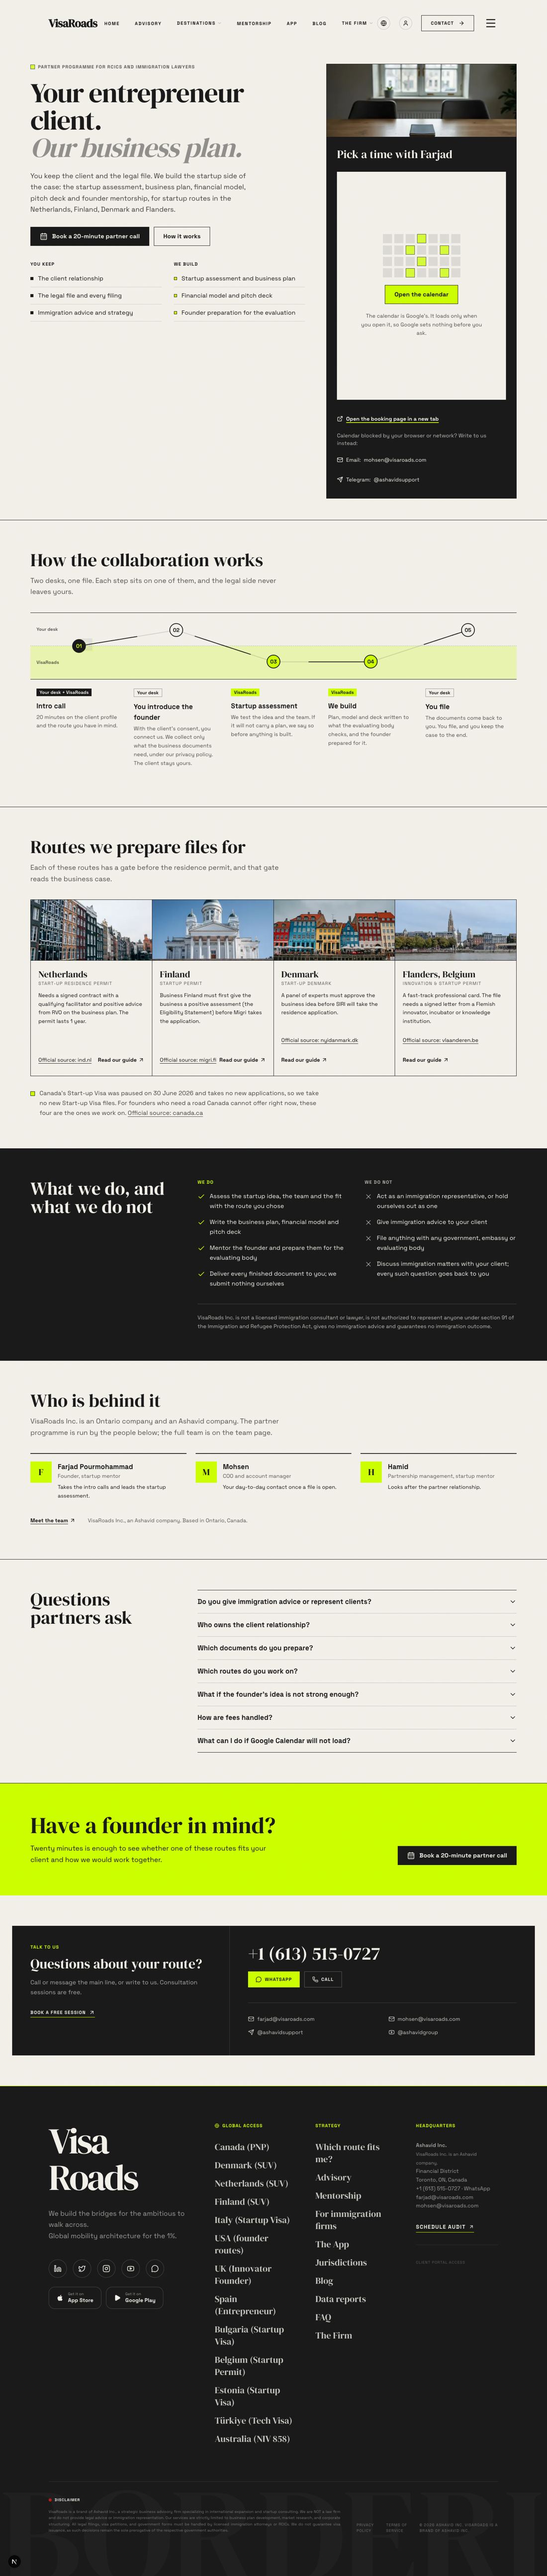 VisaRoads
HOME
ADVISORY
DESTINATIONS
MENTORSHIP
APP
BLOG
THE FIRM
CONTACT
PARTNER PROGRAMME FOR RCICS AND IMMIGRATION LAWYERS
Your entrepreneur
client.
Our business plan.
You keep the client and the legal file. We build the startup side of
the case: the startup assessment, business plan, financial model,
pitch deck and founder mentorship, for startup routes in the
Netherlands, Finland, Denmark and Flanders.
Book a 20-minute partner call
How it works
YOU KEEP
The client relationship
The legal file and every filing
Immigration advice and strategy
WE BUILD
Startup assessment and business plan
Financial model and pitch deck
Founder preparation for the evaluation
Pick a time with Farjad
Open the calendar
The calendar is Google's. It loads only when
you open it, so Google sets nothing before you
ask.
Open the booking page in a new tab
Calendar blocked by your browser or network? Write to us
instead:
Email: mohsen@visaroads.com
Telegram: @ashavidsupport
How the collaboration works
Two desks, one file. Each step sits on one of them, and the legal side never
leaves yours.
Your desk
VisaRoads
01
02
03
04
05
Your desk + VisaRoads
Intro call
20 minutes on the client profile
and the route you have in mind.
Your desk
You introduce the
founder
With the client's consent, you
connect us. We collect only
what the business documents
need, under our privacy policy.
The client stays yours.
VisaRoads
Startup assessment
We test the idea and the team. If
it will not carry a plan, we say so
before anything is built.
VisaRoads
We build
Plan, model and deck written to
what the evaluating body
checks, and the founder
prepared for it.
Your desk
You file
The documents come back to
you. You file, and you keep the
case to the end.
Routes we prepare files for
Each of these routes has a gate before the residence permit, and that gate
reads the business case.
Netherlands
START-UP RESIDENCE PERMIT
Needs a signed contract with a
qualifying facilitator and positive advice
from RVO on the business plan. The
permit lasts 1 year.
Official source: ind.nl
Read our guide
Finland
STARTUP PERMIT
Business Finland must first give the
business a positive assessment (the
Eligibility Statement) before Migri takes
the application.
Official source: migri.fi
Read our guide
Denmark
START-UP DENMARK
A panel of experts must approve the
business idea before SIRI will take the
residence application.
Official source: nyidanmark.dk
Read our guide
Flanders, Belgium
INNOVATION & STARTUP PERMIT
A fast-track professional card. The file
needs a signed letter from a Flemish
innovator, incubator or knowledge
institution.
Official source: vlaanderen.be
Read our guide
Canada's Start-up Visa was paused on 30 June 2026 and takes no new applications, so we take
no new Start-up Visa files. For founders who need a road Canada cannot offer right now, these
four are the ones we work on. Official source: canada.ca
What we do, and
what we do not
WE DO
Assess the startup idea, the team and the fit
with the route you chose
Write the business plan, financial model and
pitch deck
Mentor the founder and prepare them for the
evaluating body
Deliver every finished document to you; we
submit nothing ourselves
WE DO NOT
Act as an immigration representative, or hold
ourselves out as one
Give immigration advice to your client
File anything with any government, embassy or
evaluating body
Discuss immigration matters with your client;
every such question goes back to you
VisaRoads Inc. is not a licensed immigration consultant or lawyer, is not authorized to represent anyone under section 91 of
the Immigration and Refugee Protection Act, gives no immigration advice and guarantees no immigration outcome.
Who is behind it
VisaRoads Inc. is an Ontario company and an Ashavid company. The partner
programme is run by the people below; the full team is on the team page.
F
Farjad Pourmohammad
Founder, startup mentor
Takes the intro calls and leads the startup
assessment.
M
Mohsen
COO and account manager
Your day-to-day contact once a file is open.
H
Hamid
Partnership management, startup mentor
Looks after the partner relationship.
Meet the team
VisaRoads Inc., an Ashavid company. Based in Ontario, Canada.
Questions
partners ask
Do you give immigration advice or represent clients?
Who owns the client relationship?
Which documents do you prepare?
Which routes do you work on?
What if the founder's idea is not strong enough?
How are fees handled?
What can I do if Google Calendar will not load?
Have a founder in mind?
Twenty minutes is enough to see whether one of these routes fits your
client and how we would work together.
Book a 20-minute partner call
TALK TO US
Questions about your route?
Call or message the main line, or write to us. Consultation
sessions are free.
BOOK A FREE SESSION
+1 (613) 515-0727
WHATSAPP
CALL
farjad@visaroads.com
mohsen@visaroads.com
@ashavidsupport
@ashavidgroup
Visa
Roads
We build the bridges for the ambitious to
walk across.
Global mobility architecture for the 1%.
Get it on
App Store
Get it on
Google Play
GLOBAL ACCESS
Canada (PNP)
Denmark (SUV)
Netherlands (SUV)
Finland (SUV)
Italy (Startup Visa)
USA (founder
routes)
UK (Innovator
Founder)
Spain
(Entrepreneur)
Bulgaria (Startup
Visa)
Belgium (Startup
Permit)
Estonia (Startup
Visa)
Türkiye (Tech Visa)
Australia (NIV 858)
STRATEGY
Which route fits
me?
Advisory
Mentorship
For immigration
firms
The App
Jurisdictions
Blog
Data reports
FAQ
The Firm
HEADQUARTERS
Ashavid Inc.
VisaRoads Inc. is an Ashavid
company.
Financial District
Toronto, ON, Canada
+1 (613) 515-0727 · WhatsApp
farjad@visaroads.com
mohsen@visaroads.com
SCHEDULE AUDIT
CLIENT PORTAL ACCESS
DISCLAIMER
PRIVACY
POLICY
TERMS OF
SERVICE
N